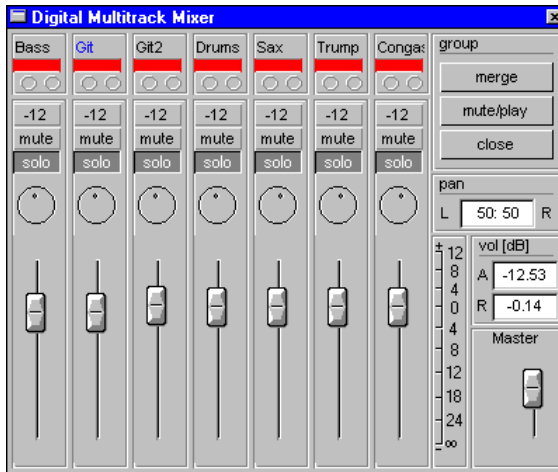 Digital Multitrack Mixer
Bass Git Git2 Drums Sax Trump Congas
-12 -12 -12 -12 -12 -12 -12
mute mute mute mute mute mute mute
solo solo solo solo solo solo solo
group
merge
mute/play
close
pan
L 50: 50 R
± 12
8
4
0
4
8
12
18
24
∞
vol [dB]
A -12.53
R -0.14
Master